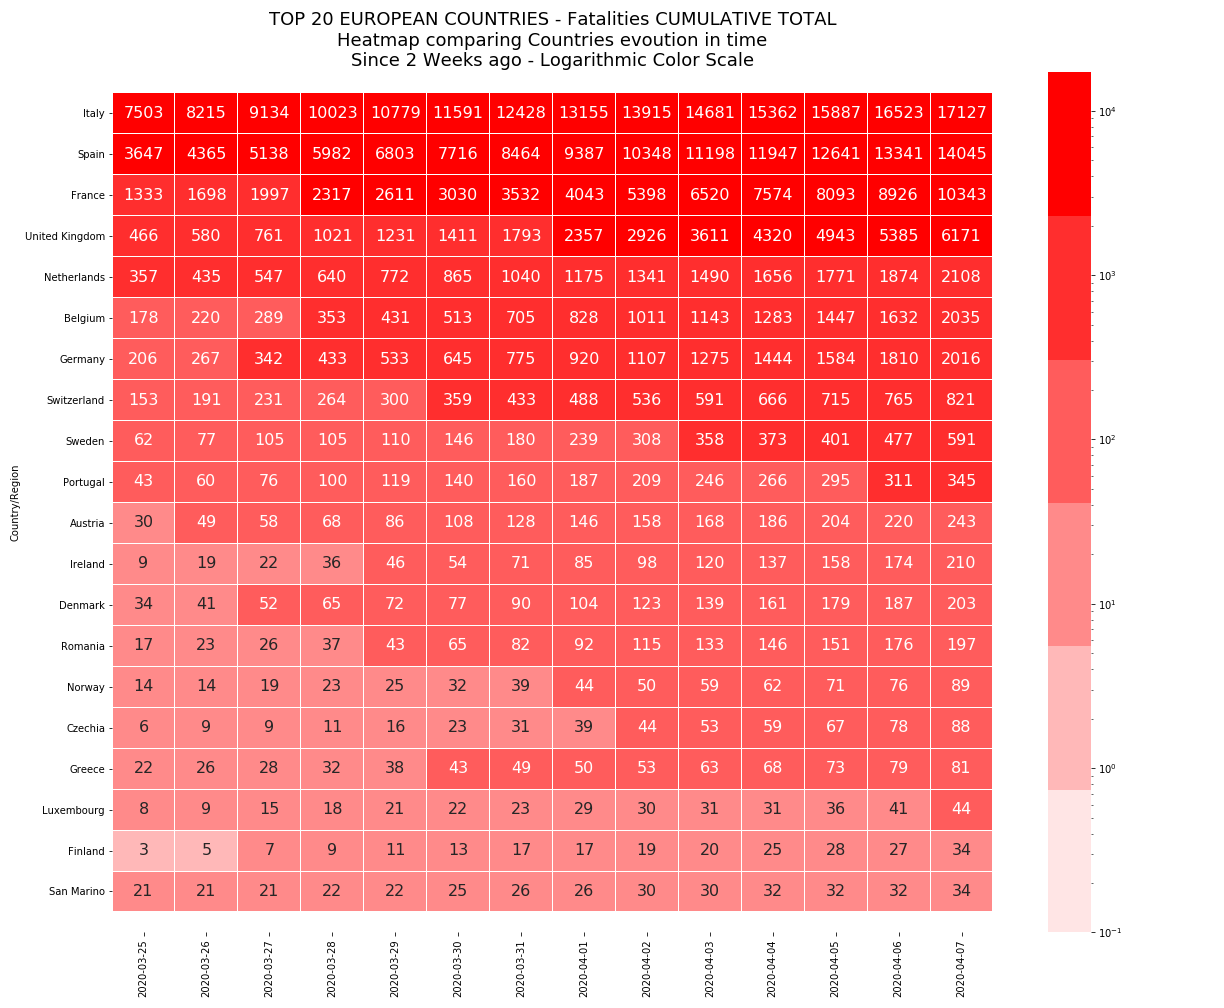 TOP 20 EUROPEAN COUNTRIES - Fatalities CUMULATIVE TOTAL
Heatmap comparing Countries evoution in time
Since 2 Weeks ago - Logarithmic Color Scale
Country/Region
Italy 7503 8215 9134 10023 10779 11591 12428 13155 13915 14681 15362 15887 16523 17127
Spain 3647 4365 5138 5982 6803 7716 8464 9387 10348 11198 11947 12641 13341 14045
France 1333 1698 1997 2317 2611 3030 3532 4043 5398 6520 7574 8093 8926 10343
United Kingdom 466 580 761 1021 1231 1411 1793 2357 2926 3611 4320 4943 5385 6171
Netherlands 357 435 547 640 772 865 1040 1175 1341 1490 1656 1771 1874 2108
Belgium 178 220 289 353 431 513 705 828 1011 1143 1283 1447 1632 2035
Germany 206 267 342 433 533 645 775 920 1107 1275 1444 1584 1810 2016
Switzerland 153 191 231 264 300 359 433 488 536 591 666 715 765 821
Sweden 62 77 105 105 110 146 180 239 308 358 373 401 477 591
Portugal 43 60 76 100 119 140 160 187 209 246 266 295 311 345
Austria 30 49 58 68 86 108 128 146 158 168 186 204 220 243
Ireland 9 19 22 36 46 54 71 85 98 120 137 158 174 210
Denmark 34 41 52 65 72 77 90 104 123 139 161 179 187 203
Romania 17 23 26 37 43 65 82 92 115 133 146 151 176 197
Norway 14 14 19 23 25 32 39 44 50 59 62 71 76 89
Czechia 6 9 9 11 16 23 31 39 44 53 59 67 78 88
Greece 22 26 28 32 38 43 49 50 53 63 68 73 79 81
Luxembourg 8 9 15 18 21 22 23 29 30 31 31 36 41 44
Finland 3 5 7 9 11 13 17 17 19 20 25 28 27 34
San Marino 21 21 21 22 22 25 26 26 30 30 32 32 32 34
2020-03-25 2020-03-26 2020-03-27 2020-03-28 2020-03-29 2020-03-30 2020-03-31 2020-04-01 2020-04-02 2020-04-03 2020-04-04 2020-04-05 2020-04-06 2020-04-07
10⁴
10³
10²
10¹
10⁰
10⁻¹